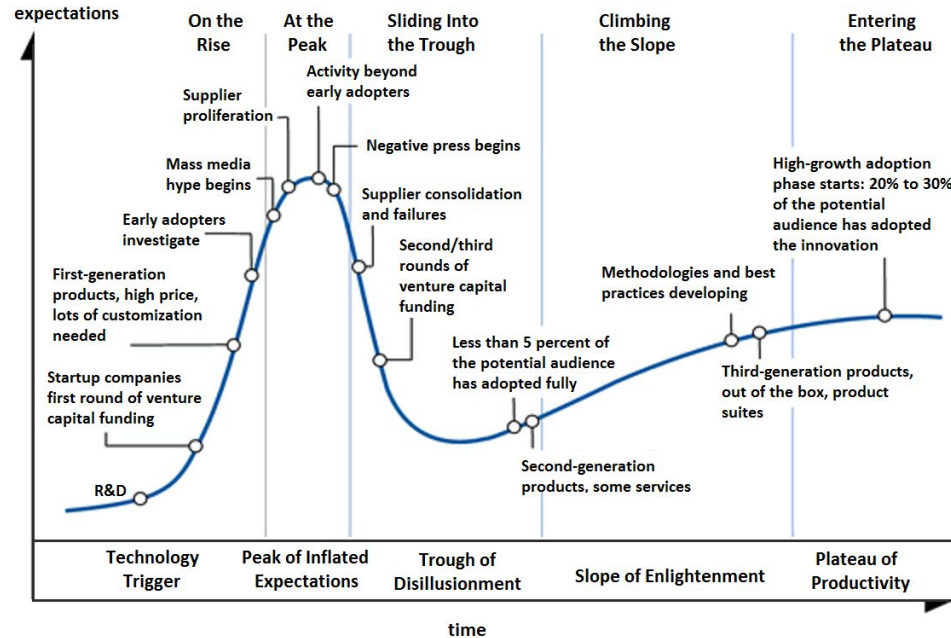 expectations
On the
Rise
At the
Peak
Sliding Into
the Trough
Climbing
the Slope
Entering
the Plateau
Activity beyond
early adopters
Supplier
proliferation
Negative press begins
Mass media
hype begins
High-growth adoption
phase starts: 20% to 30%
of the potential
audience has adopted
the innovation
Supplier consolidation
and failures
Early adopters
investigate
Second/third
rounds of
venture capital
funding
First-generation
products, high price,
lots of customization
needed
Methodologies and best
practices developing
Less than 5 percent of
the potential audience
has adopted fully
Startup companies
first round of venture
capital funding
Third-generation products,
out of the box, product
suites
Second-generation
products, some services
R&D
Technology
Trigger
Peak of Inflated
Expectations
Trough of
Disillusionment
Slope of Enlightenment
Plateau of
Productivity
time